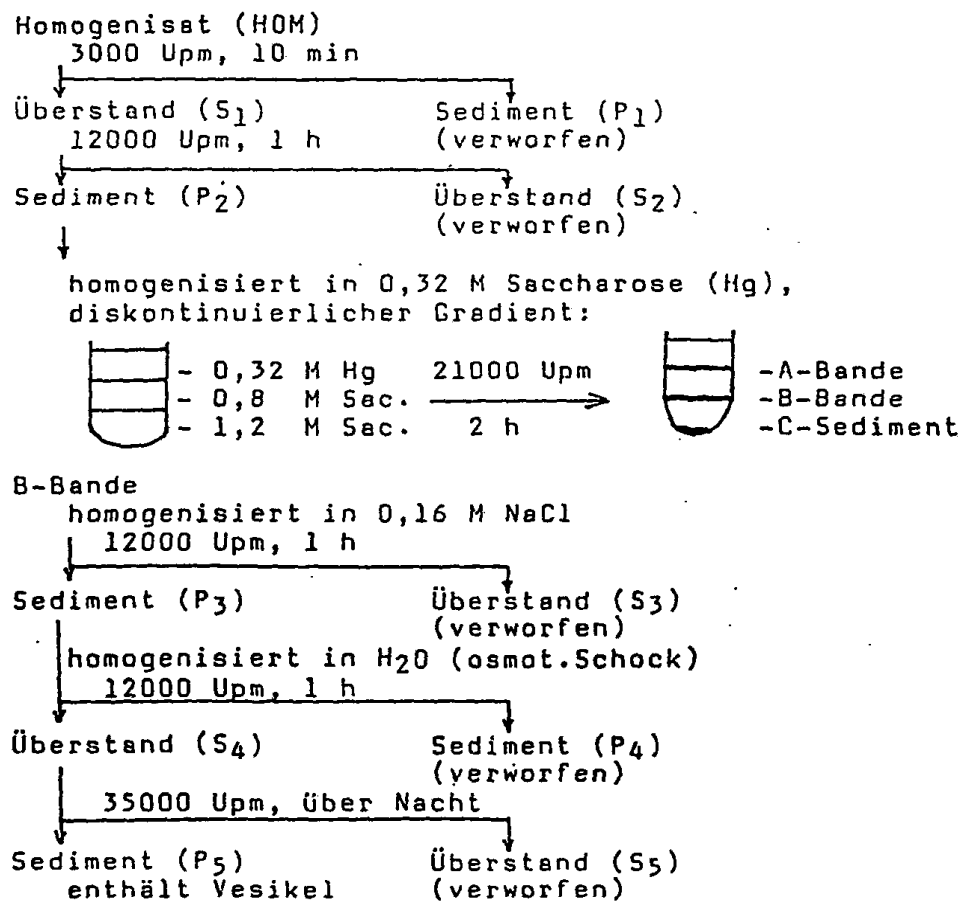 Homogenisat (HOM)
3000 Upm, 10 min
Überstand (S1) Sediment (P1)
12000 Upm, 1 h (verworfen)
Sediment (P2) Überstand (S2)
(verworfen)
homogenisiert in 0,32 M Saccharose (Hg),
diskontinuierlicher Gradient:
- 0,32 M Hg 21000 Upm -A-Bande
- 0,8 M Sac. -B-Bande
- 1,2 M Sac. 2 h -C-Sediment
B-Bande
homogenisiert in 0,16 M NaCl
12000 Upm, 1 h
Sediment (P3) Überstand (S3)
(verworfen)
homogenisiert in H2O (osmot.Schock)
12000 Upm, 1 h
Überstand (S4) Sediment (P4)
(verworfen)
35000 Upm, über Nacht
Sediment (P5) Überstand (S5)
enthält Vesikel (verworfen)